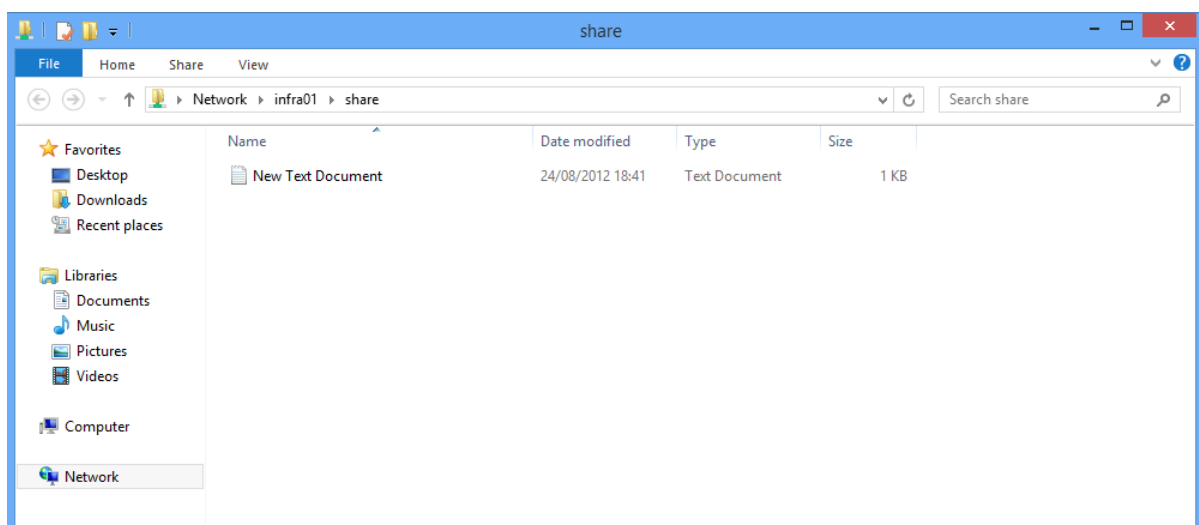 share
File Home Share View
Network infra01 share Search share
Name Date modified Type Size
New Text Document 24/08/2012 18:41 Text Document 1 KB
Favorites
Desktop
Downloads
Recent places
Libraries
Documents
Music
Pictures
Videos
Computer
Network